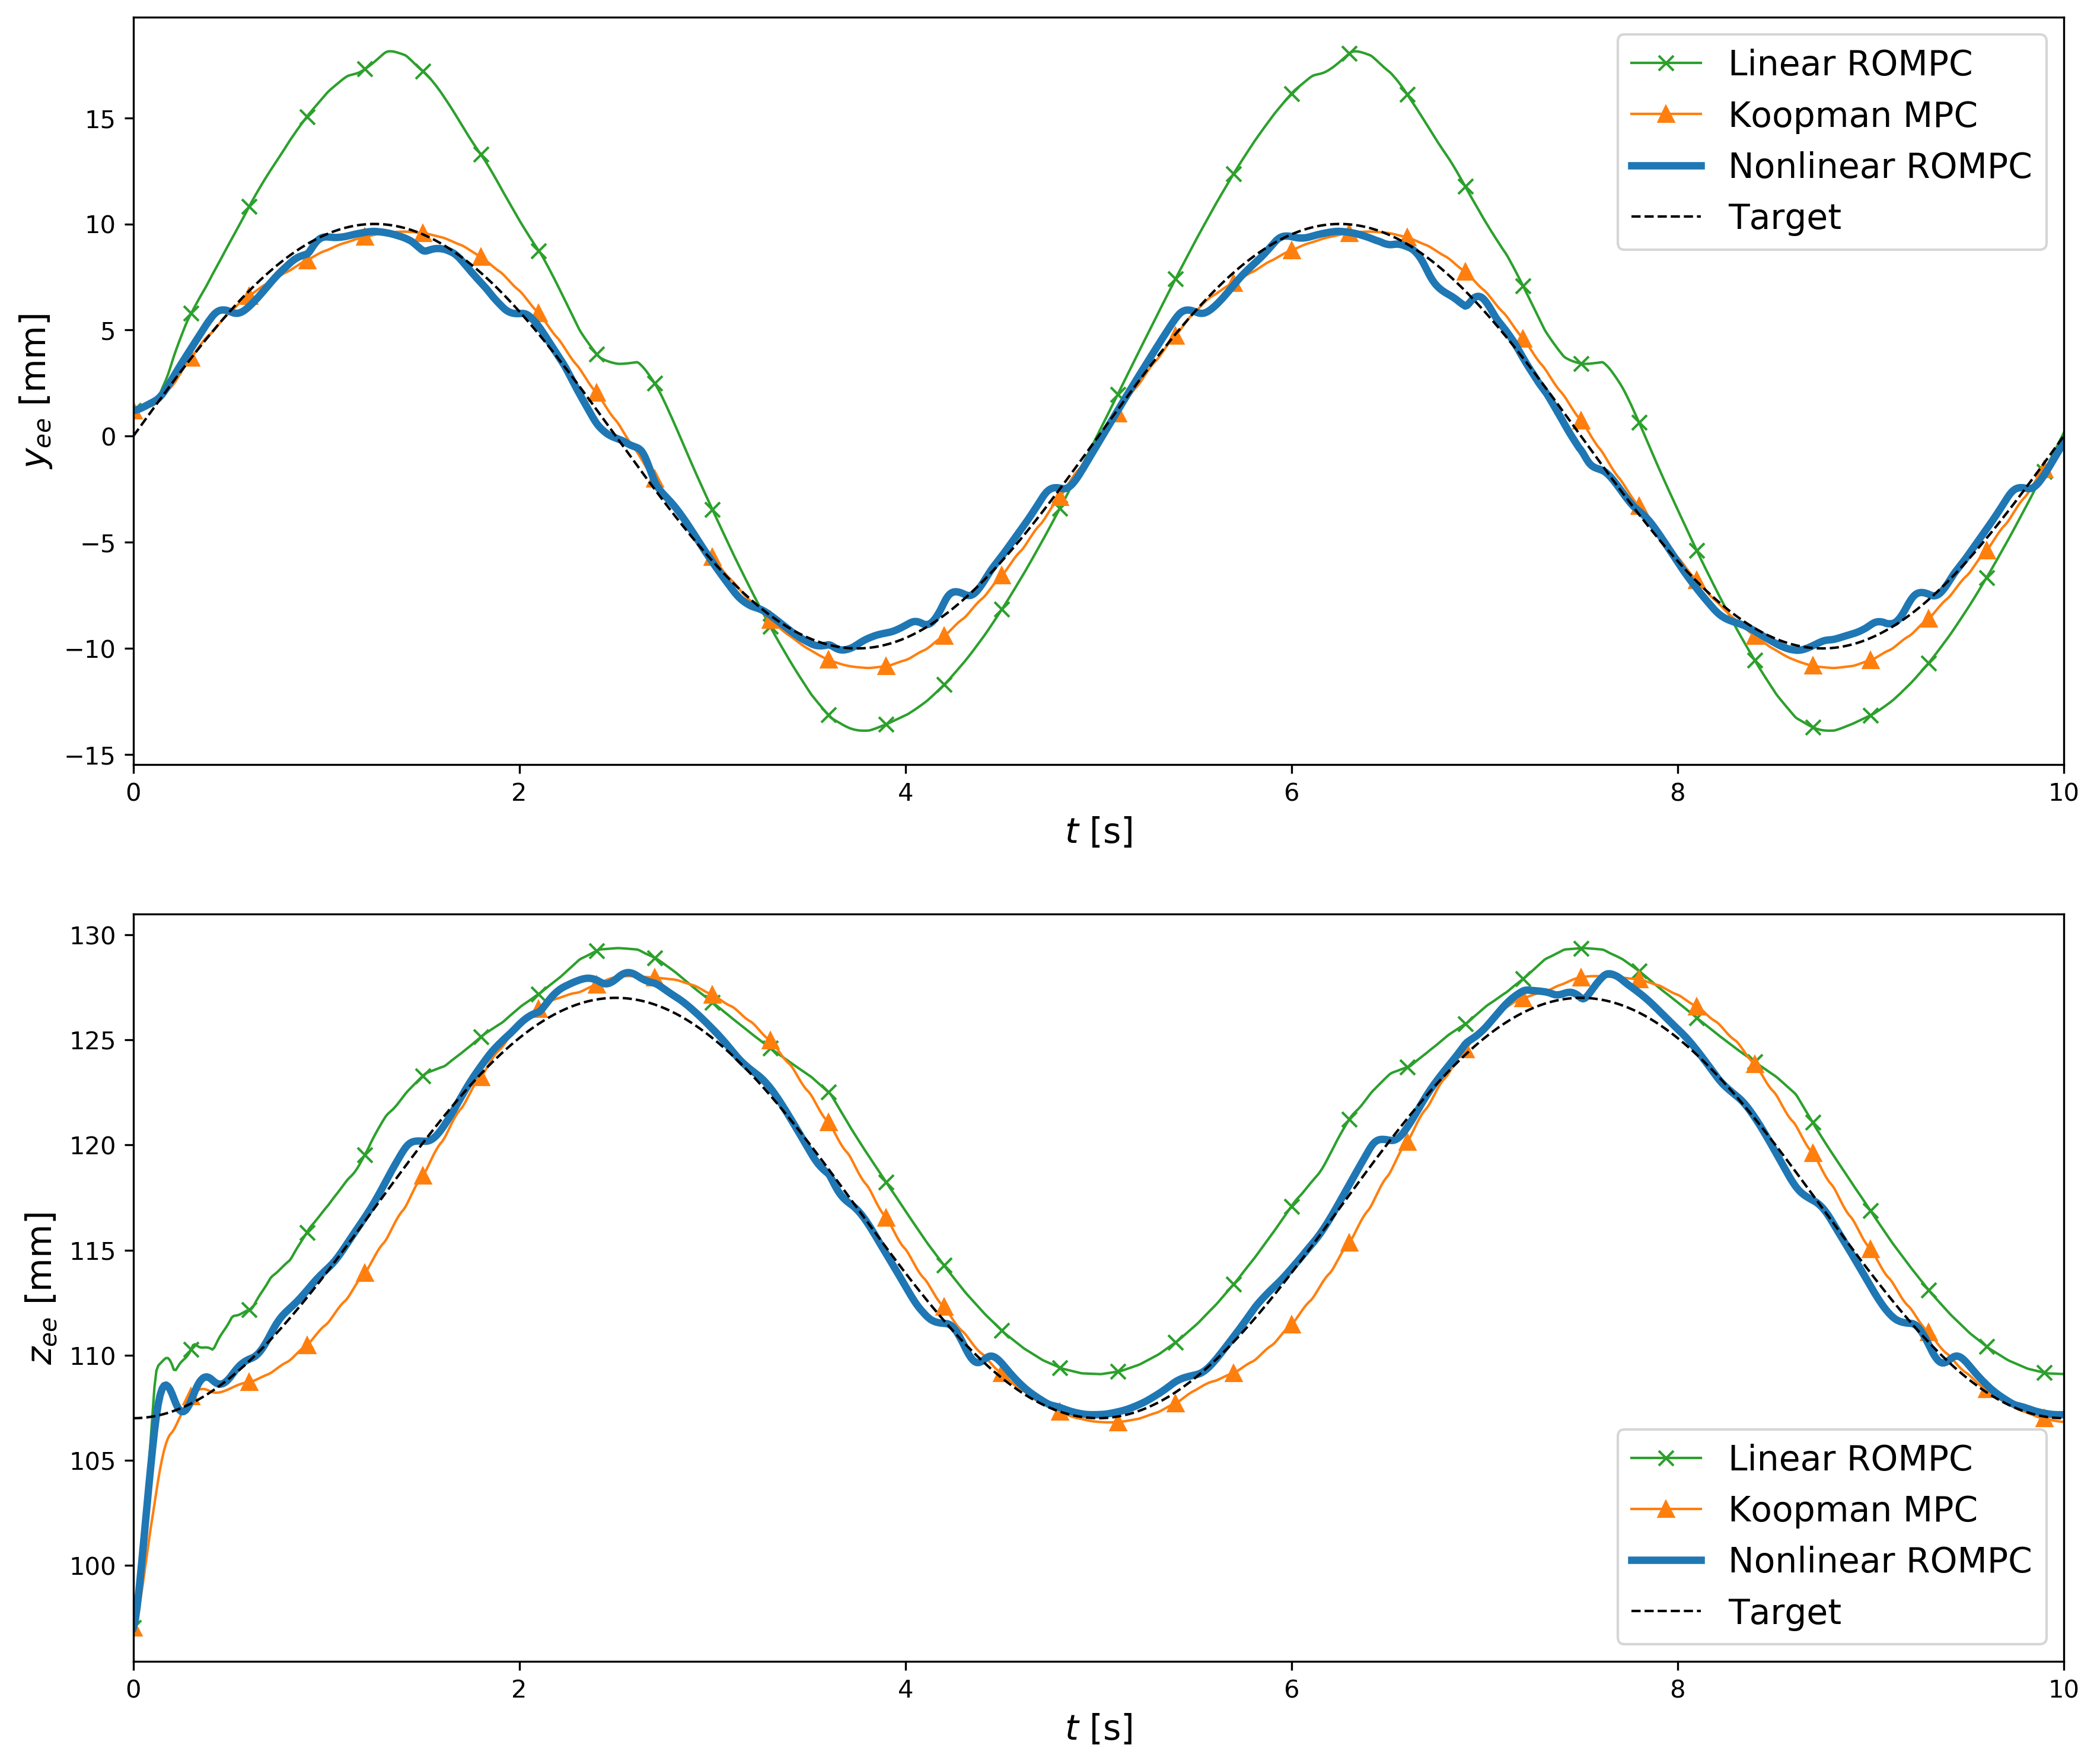 15
10
5
0
−5
−10
−15
y_ee [mm]
0 2 4 6 8 10
t [s]
Linear ROMPC
Koopman MPC
Nonlinear ROMPC
Target
130
125
120
115
110
105
100
z_ee [mm]
0 2 4 6 8 10
t [s]
Linear ROMPC
Koopman MPC
Nonlinear ROMPC
Target